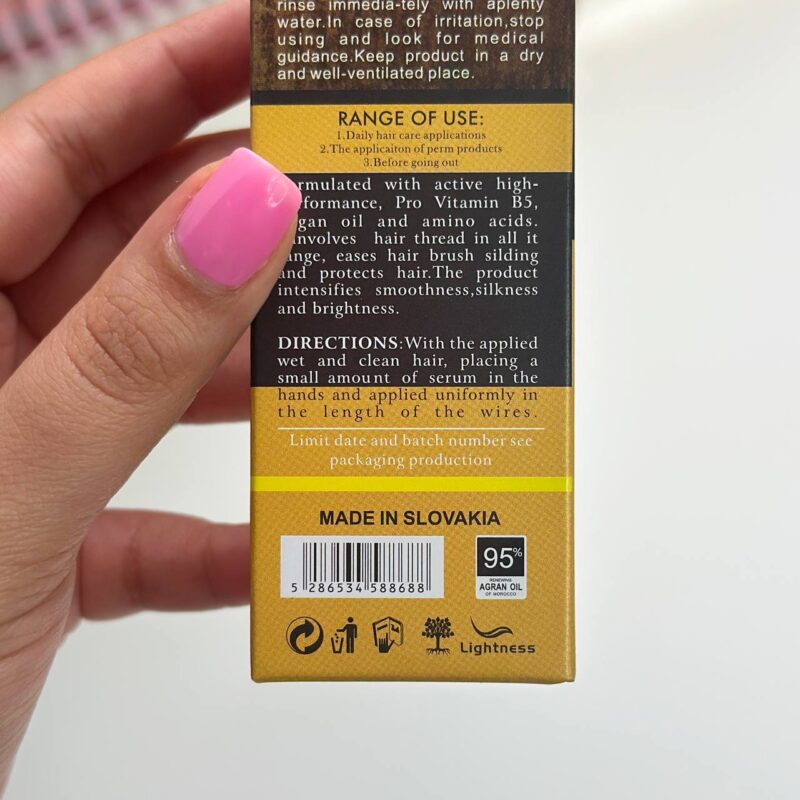 rinse immedia-tely with aplenty
water.In case of irritation,stop
using and look for medical
guidance.Keep product in a dry
and well-ventilated place.
RANGE OF USE:
1.Daily hair care applications
2.The applicaiton of perm products
3.Before going out
rmulated with active high-
formance, Pro Vitamin B5,
gan oil and amino acids.
involves hair thread in all it
ange, eases hair brush silding
and protects hair.The product
intensifies smoothness,silkness
and brightness.
DIRECTIONS:With the applied
wet and clean hair, placing a
small amount of serum in the
hands and applied uniformly in
the length of the wires.
Limit date and batch number see
packaging production
MADE IN SLOVAKIA
5 286534 588688
95%
RENEWING
AGRAN OIL
OF MOROCCO
Lightness